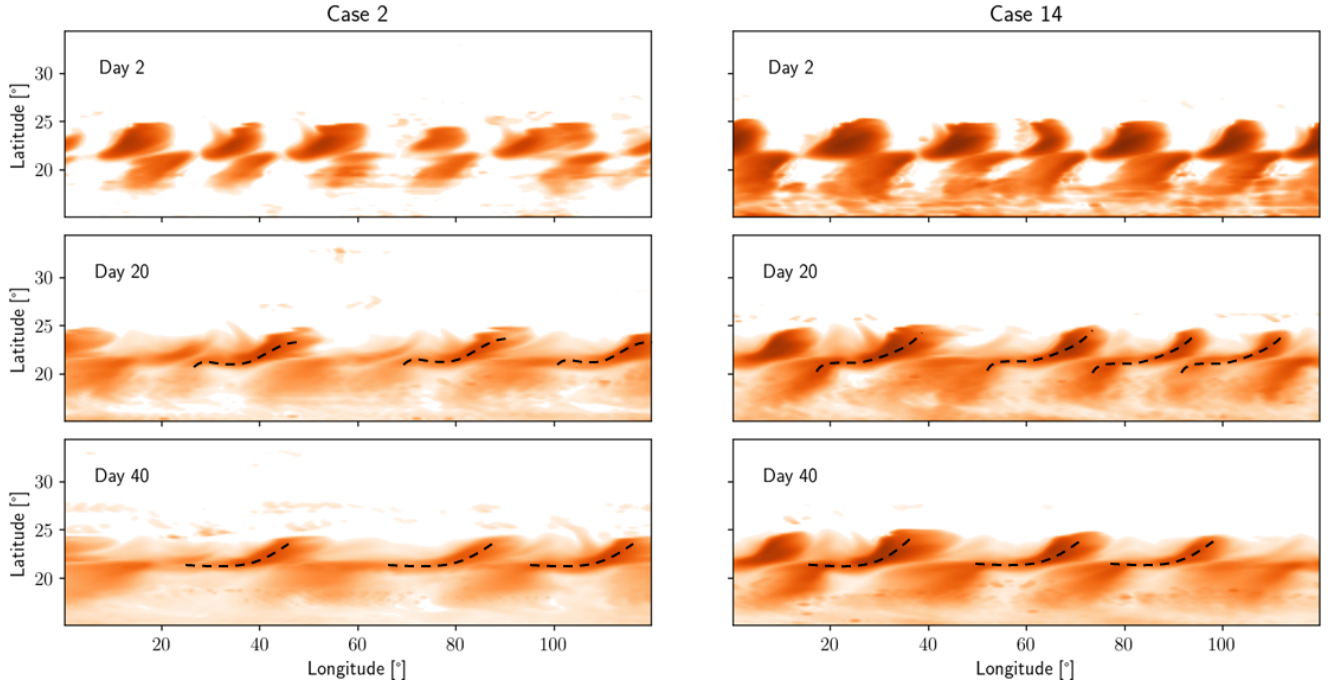 Case 2
Case 14
Day 2
Day 2
Latitude [°]
30
25
20
Day 20
Day 20
Latitude [°]
30
25
20
Day 40
Day 40
Latitude [°]
30
25
20
20 40 60 80 100
20 40 60 80 100
Longitude [°]
Longitude [°]